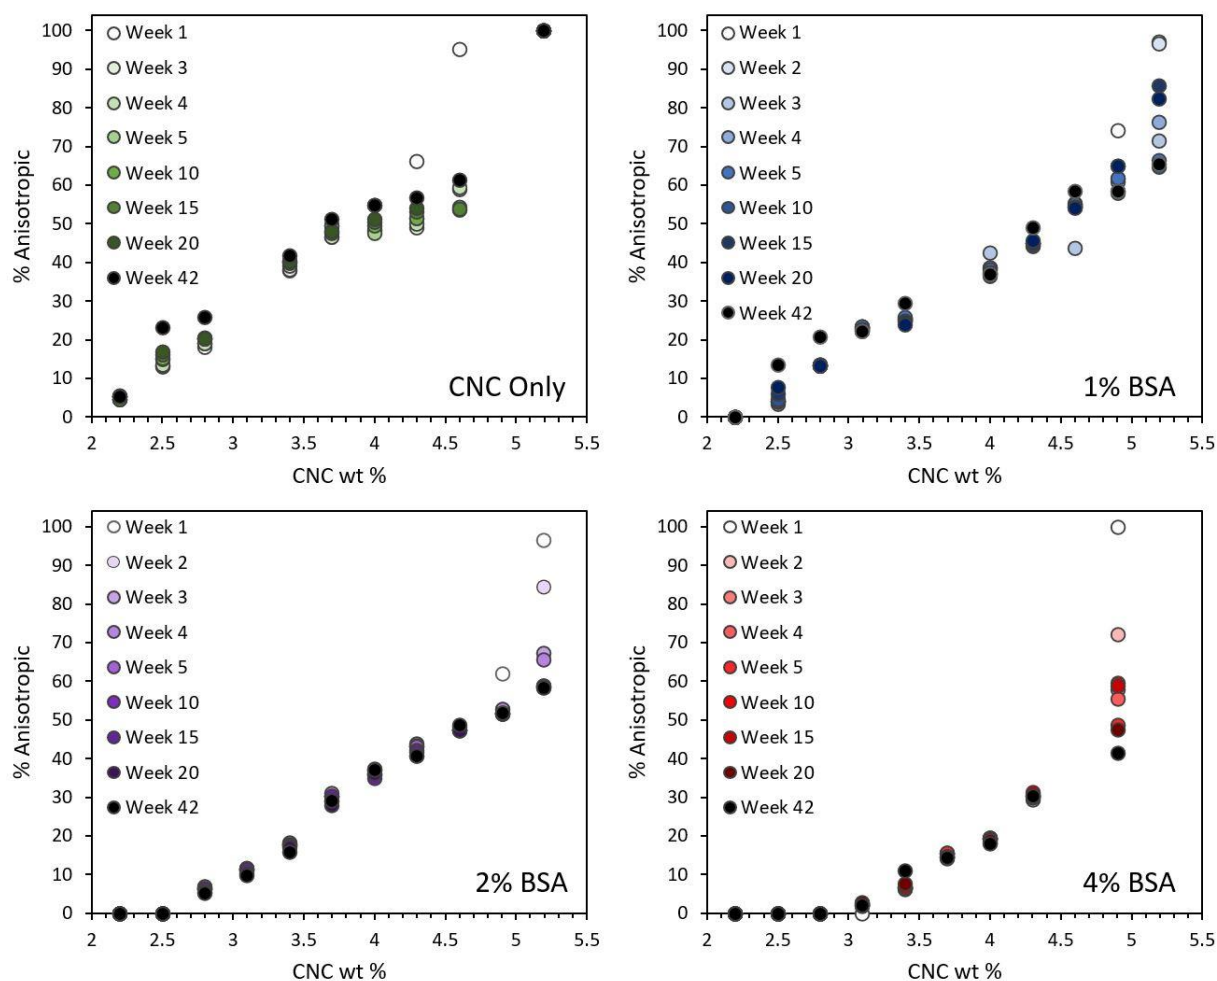 100
90
80
70
60
50
40
30
20
10
0
% Anisotropic
Week 1
Week 3
Week 4
Week 5
Week 10
Week 15
Week 20
Week 42
CNC Only
2 2.5 3 3.5 4 4.5 5 5.5
CNC wt %
100
90
80
70
60
50
40
30
20
10
0
% Anisotropic
Week 1
Week 2
Week 3
Week 4
Week 5
Week 10
Week 15
Week 20
Week 42
1% BSA
2 2.5 3 3.5 4 4.5 5 5.5
CNC wt %
100
90
80
70
60
50
40
30
20
10
0
% Anisotropic
Week 1
Week 2
Week 3
Week 4
Week 5
Week 10
Week 15
Week 20
Week 42
2% BSA
2 2.5 3 3.5 4 4.5 5 5.5
CNC wt %
100
90
80
70
60
50
40
30
20
10
0
% Anisotropic
Week 1
Week 2
Week 3
Week 4
Week 5
Week 10
Week 15
Week 20
Week 42
4% BSA
2 2.5 3 3.5 4 4.5 5 5.5
CNC wt %